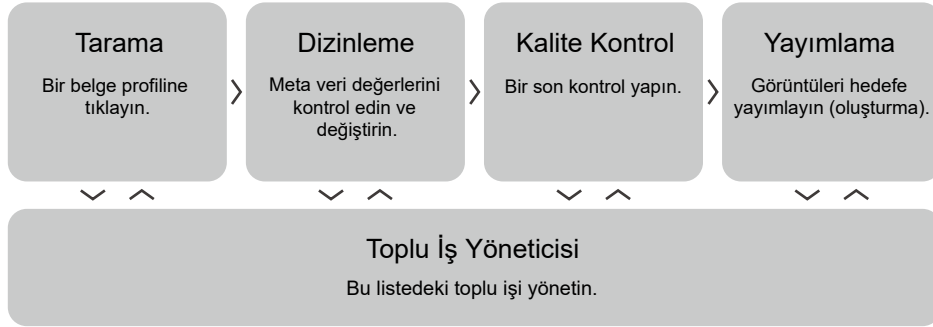 Tarama
Bir belge profiline
tıklayın.
Dizinleme
Meta veri değerlerini
kontrol edin ve
değiştirin.
Kalite Kontrol
Bir son kontrol yapın.
Yayımlama
Görüntüleri hedefe
yayımlayın (oluşturma).
Toplu İş Yöneticisi
Bu listedeki toplu işi yönetin.